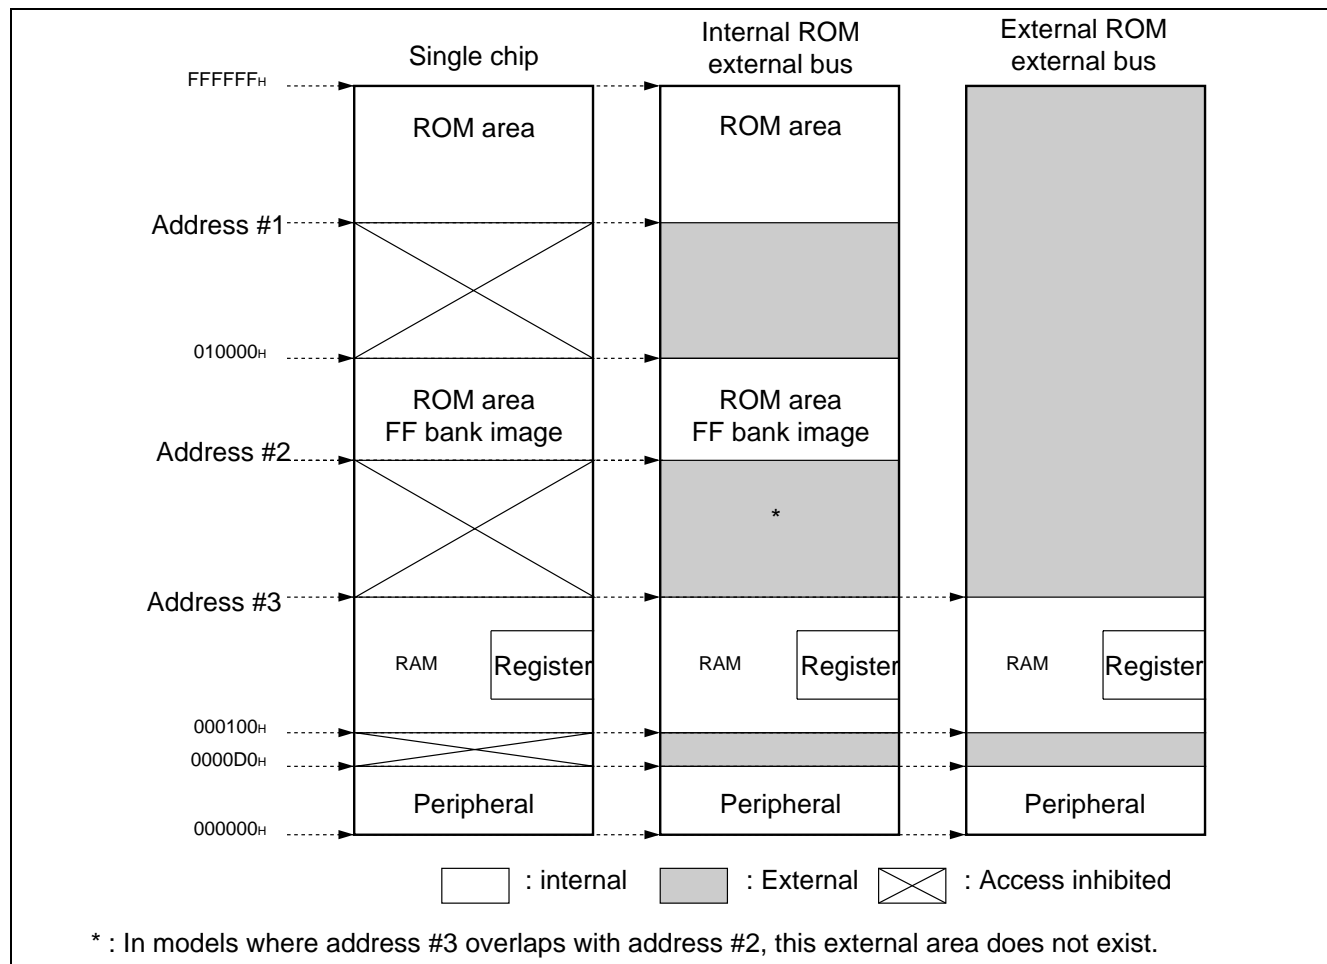 Single chip
Internal ROM
external bus
External ROM
external bus
FFFFFFH
ROM area
ROM area
Address #1
010000H
ROM area
FF bank image
ROM area
FF bank image
Address #2
*
Address #3
RAM
Register
RAM
Register
RAM
Register
000100H
0000D0H
Peripheral
Peripheral
Peripheral
000000H
: internal
: External
: Access inhibited
* : In models where address #3 overlaps with address #2, this external area does not exist.